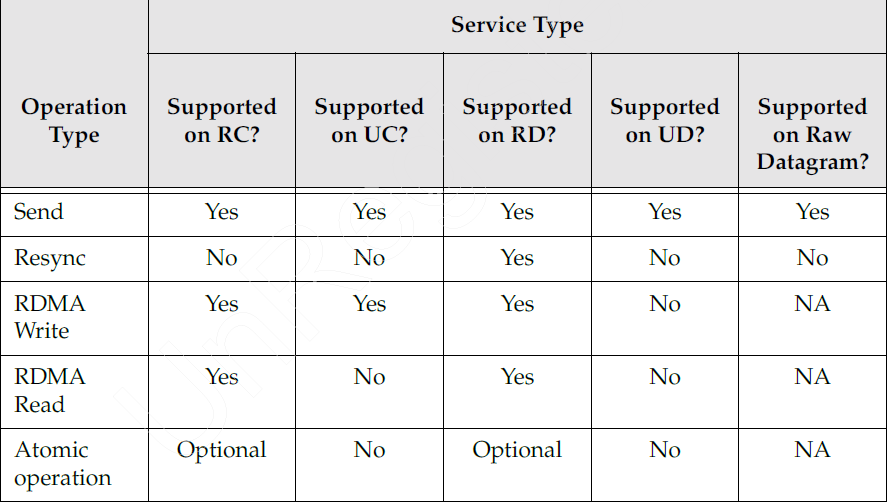 Service Type
Operation Type
Supported on RC?
Supported on UC?
Supported on RD?
Supported on UD?
Supported on Raw Datagram?
Send Yes Yes Yes Yes Yes
Resync No No Yes No No
RDMA Write Yes Yes Yes No NA
RDMA Read Yes No Yes No NA
Atomic operation Optional No Optional No NA